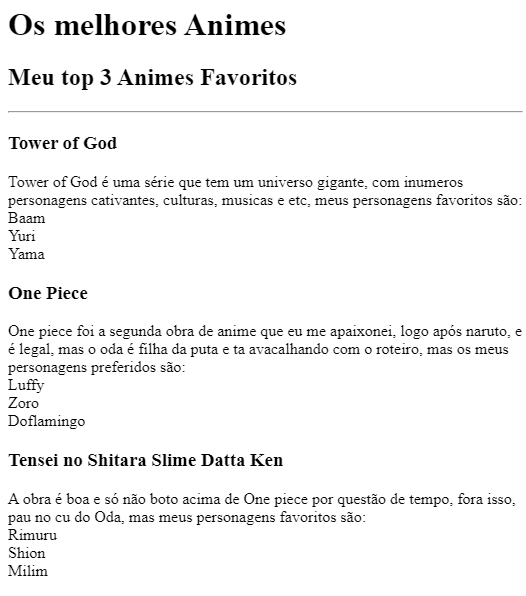 Os melhores Animes
Meu top 3 Animes Favoritos
Tower of God
Tower of God é uma série que tem um universo gigante, com inumeros
personagens cativantes, culturas, musicas e etc, meus personagens favoritos são:
Baam
Yuri
Yama
One Piece
One piece foi a segunda obra de anime que eu me apaixonei, logo após naruto, e
é legal, mas o oda é filha da puta e ta avacalhando com o roteiro, mas os meus
personagens preferidos são:
Luffy
Zoro
Doflamingo
Tensei no Shitara Slime Datta Ken
A obra é boa e só não boto acima de One piece por questão de tempo, fora isso,
pau no cu do Oda, mas meus personagens favoritos são:
Rimuru
Shion
Milim